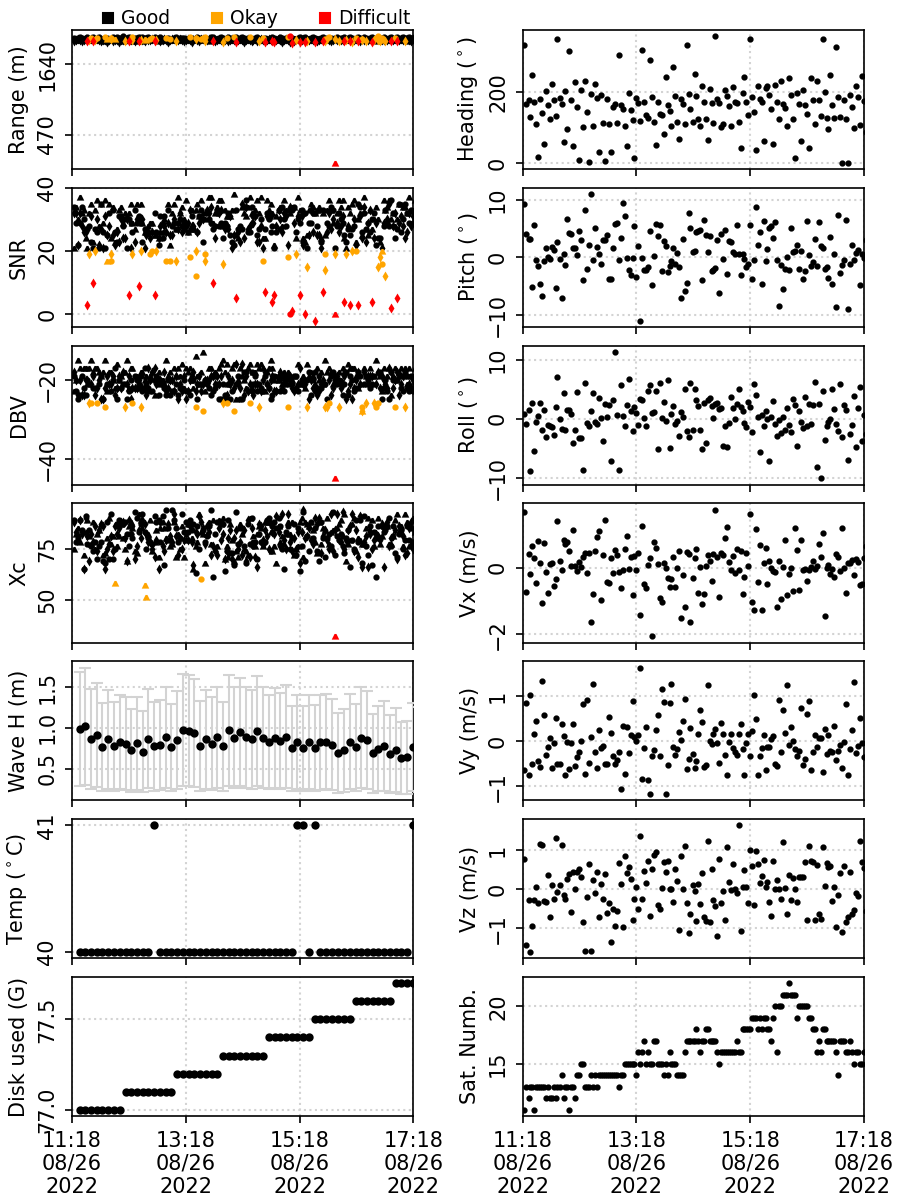 Good Okay Difficult
Range (m)
1640
470
Heading (°)
200
0
SNR
40
20
0
Pitch (°)
10
0
−10
DBV
−20
−40
Roll (°)
10
0
−10
Xc
75
50
Vx (m/s)
0
−2
Wave H (m)
1.5
1.0
0.5
Vy (m/s)
1
0
−1
Temp (°C)
41
40
Vz (m/s)
1
0
−1
Disk used (G)
77.5
77.0
Sat. Numb.
20
15
11:18 13:18 15:18 17:18 11:18 13:18 15:18 17:18
08/26 08/26 08/26 08/26 08/26 08/26 08/26 08/26
2022 2022 2022 2022 2022 2022 2022 2022